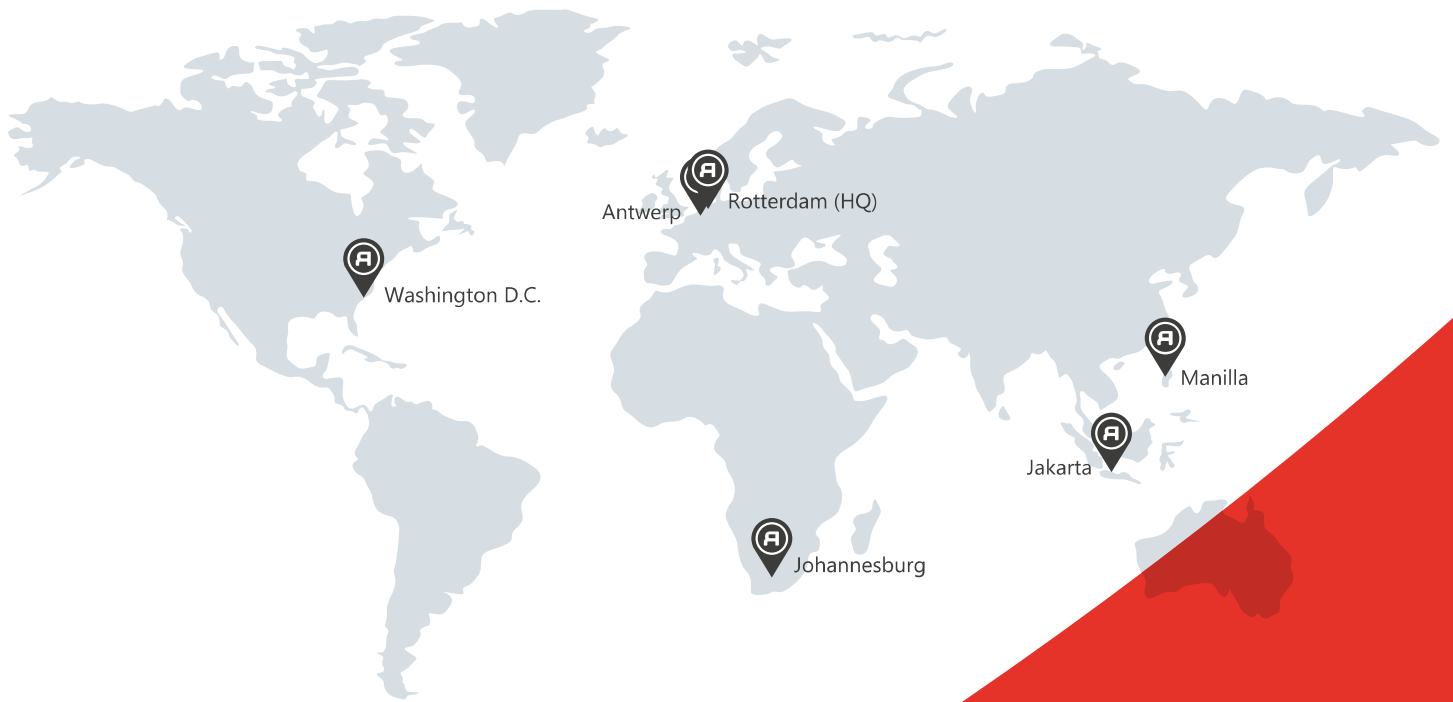 Rotterdam (HQ)
Antwerp
Washington D.C.
Manilla
Jakarta
Johannesburg